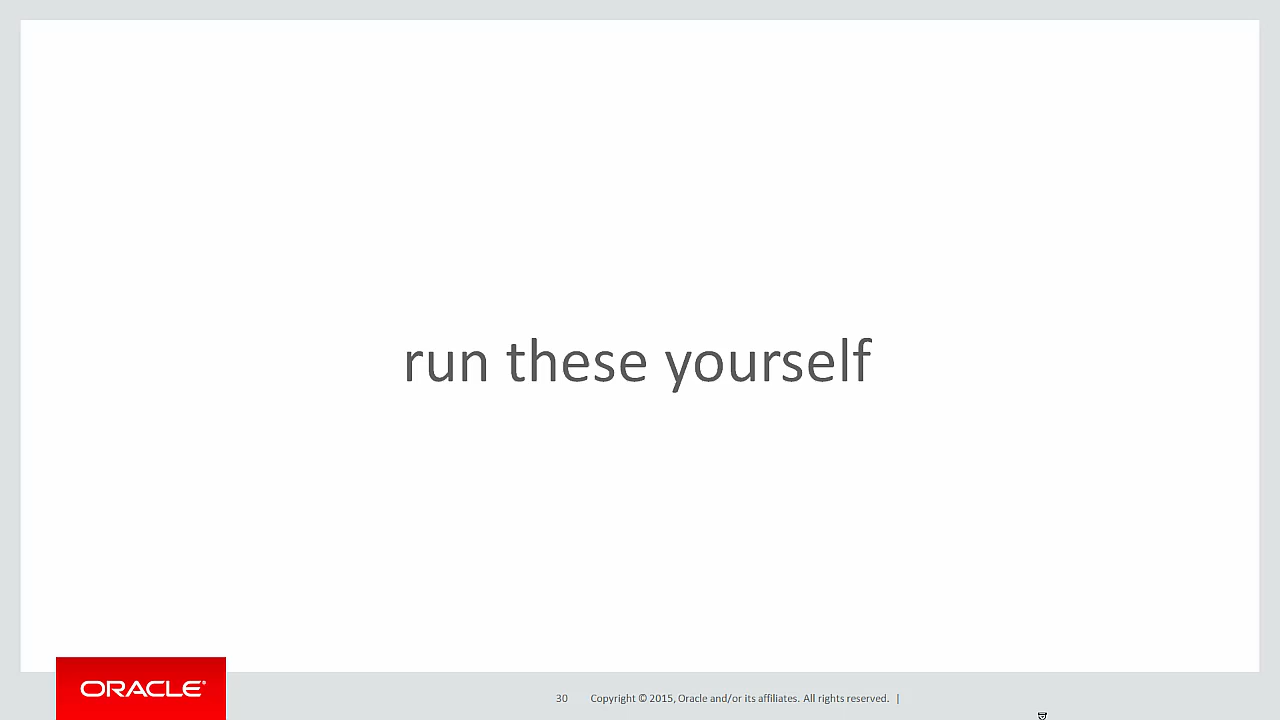 run these yourself
ORACLE®
30 Copyright © 2015, Oracle and/or its affiliates. All rights reserved. |